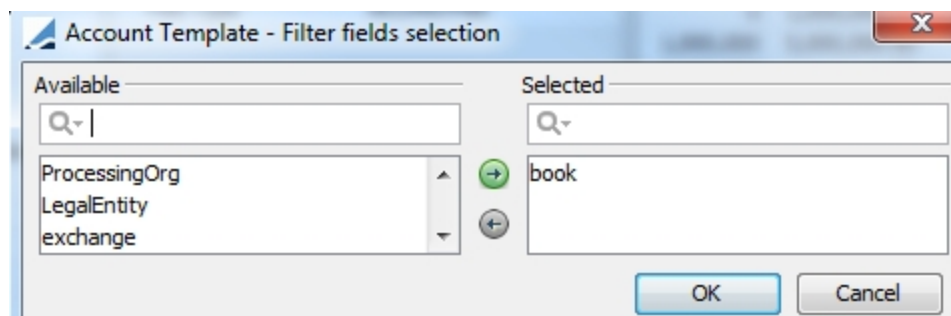 Account Template - Filter fields selection
Available
Selected
ProcessingOrg
LegalEntity
exchange
book
OK
Cancel